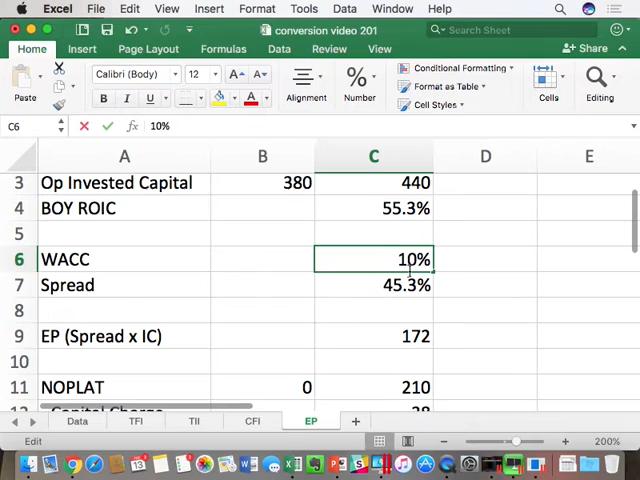 Excel File Edit View Insert Format Tools Data Window Help
conversion video 201
Search Sheet
Home Insert Page Layout Formulas Data Review View Share
Paste Calibri (Body) 12 A A Alignment % Number Conditional Formatting Format as Table Cell Styles Cells Editing
B I U A
C6 fx 10%
A B C D E
3 Op Invested Capital 380 440
4 BOY ROIC 55.3%
5
6 WACC 10%
7 Spread 45.3%
8
9 EP (Spread x IC) 172
10
11 NOPLAT 0 210
Data TFI TII CFI EP +
Edit 200%